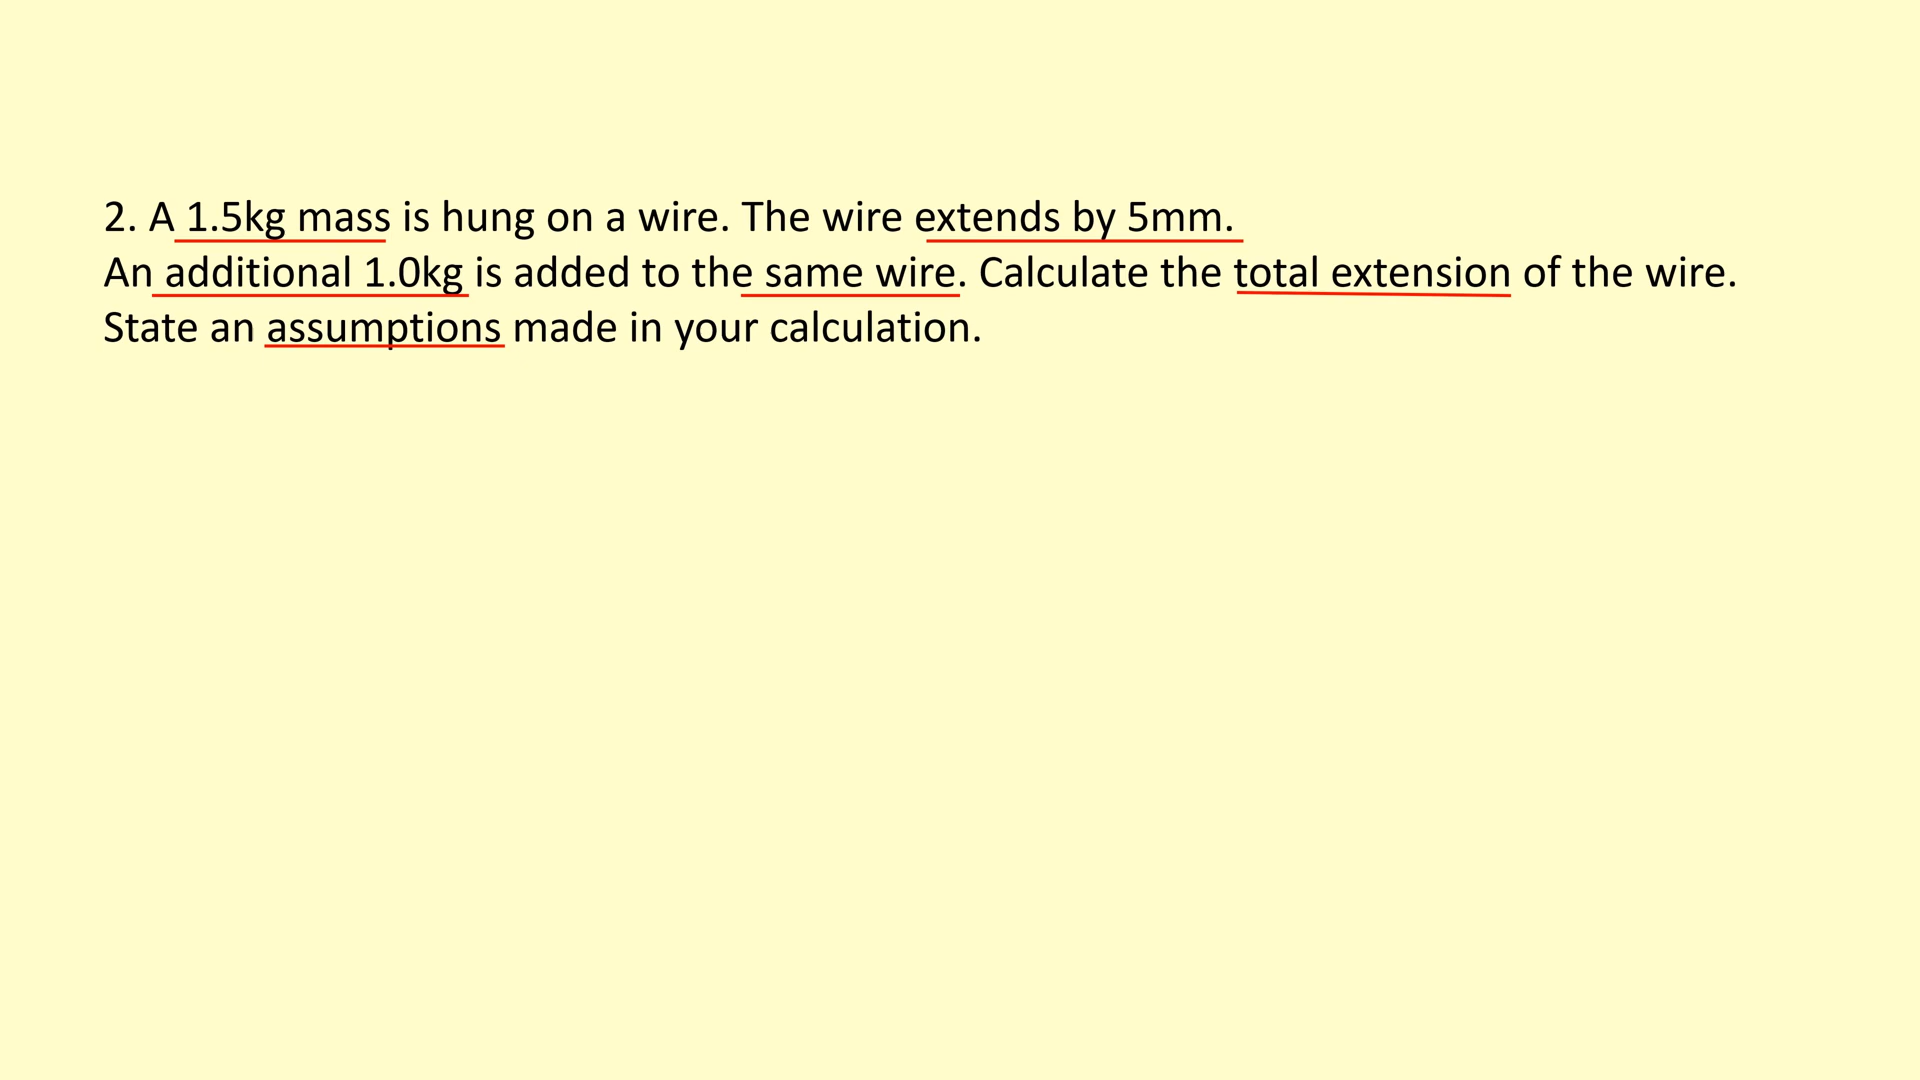 2. A 1.5kg mass is hung on a wire. The wire extends by 5mm.
An additional 1.0kg is added to the same wire. Calculate the total extension of the wire.
State an assumptions made in your calculation.